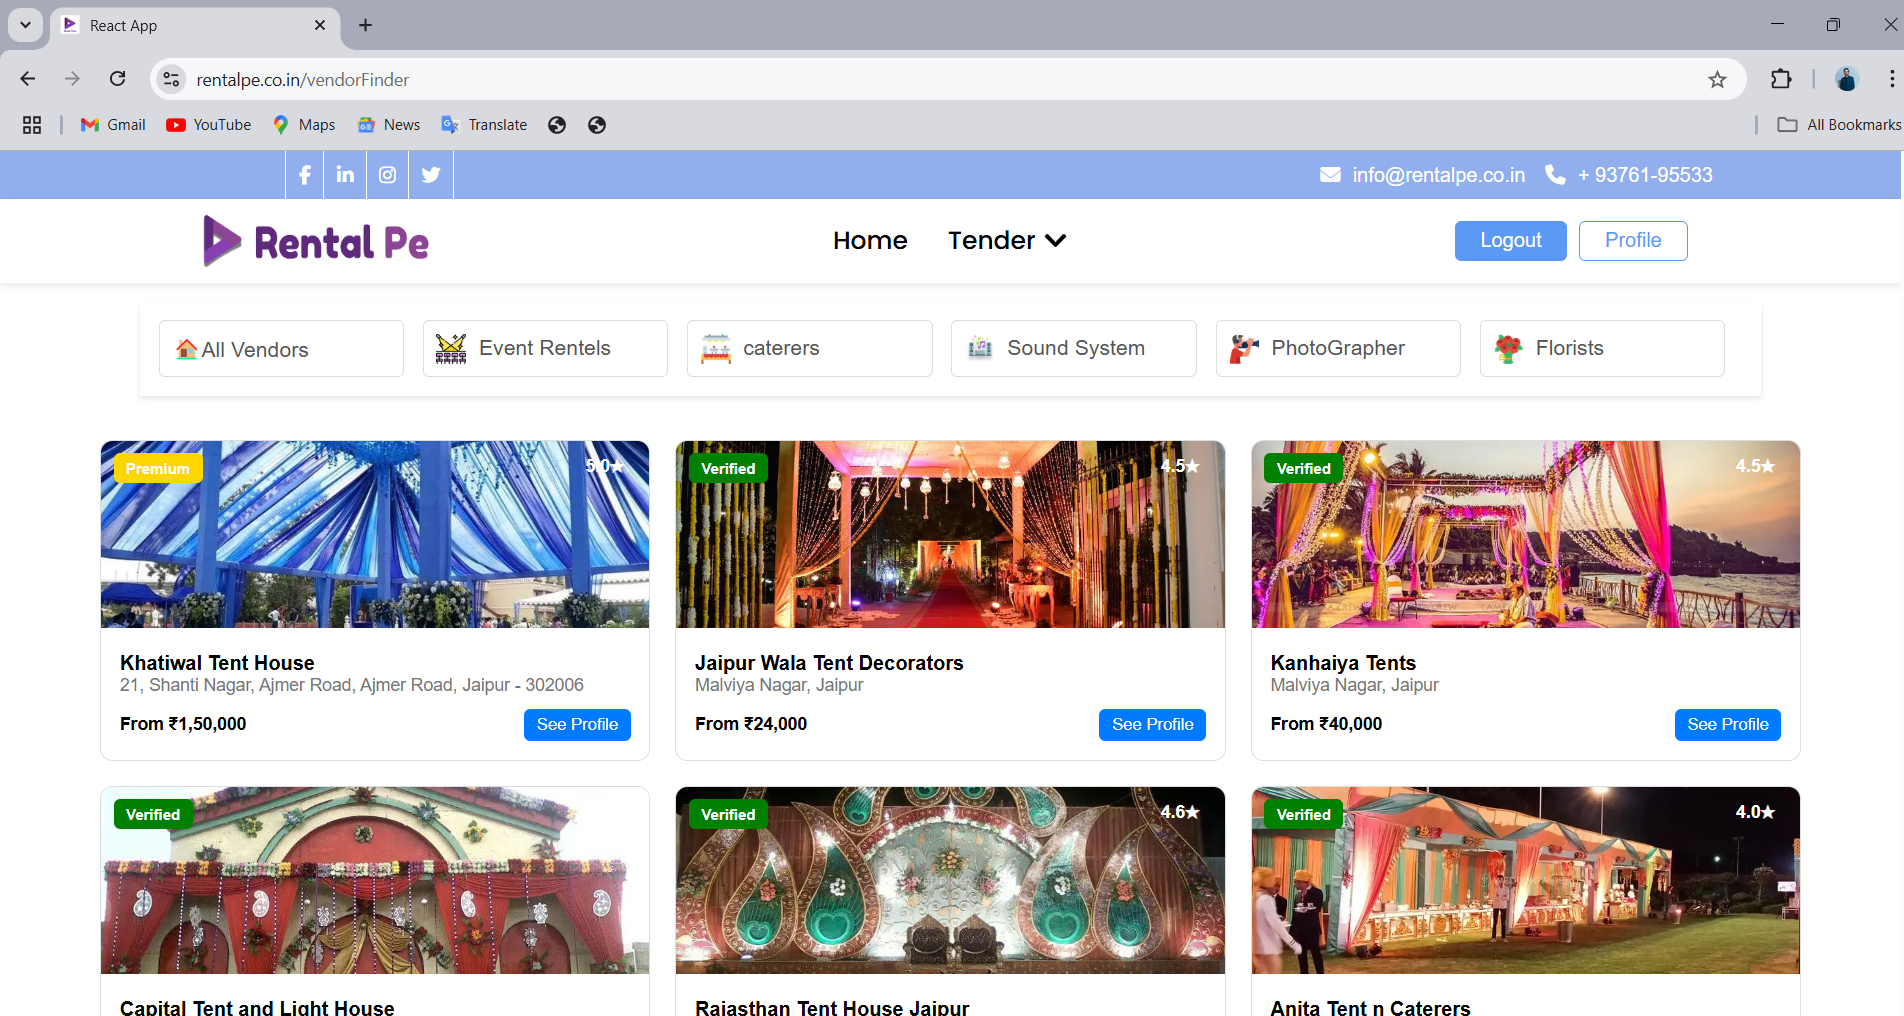 React App
rentalpe.co.in/vendorFinder
Gmail YouTube Maps News Translate All Bookmarks
info@rentalpe.co.in + 93761-95533
Rental Pe Home Tender Logout Profile
All Vendors Event Rentels caterers Sound System PhotoGrapher Florists
Premium 5.0★ Verified 4.5★ Verified 4.5★
Khatiwal Tent House
21, Shanti Nagar, Ajmer Road, Ajmer Road, Jaipur - 302006
From ₹1,50,000 See Profile
Jaipur Wala Tent Decorators
Malviya Nagar, Jaipur
From ₹24,000 See Profile
Kanhaiya Tents
Malviya Nagar, Jaipur
From ₹40,000 See Profile
Verified Verified 4.6★ Verified 4.0★
Capital Tent and Light House
Rajasthan Tent House Jaipur
Anita Tent n Caterers